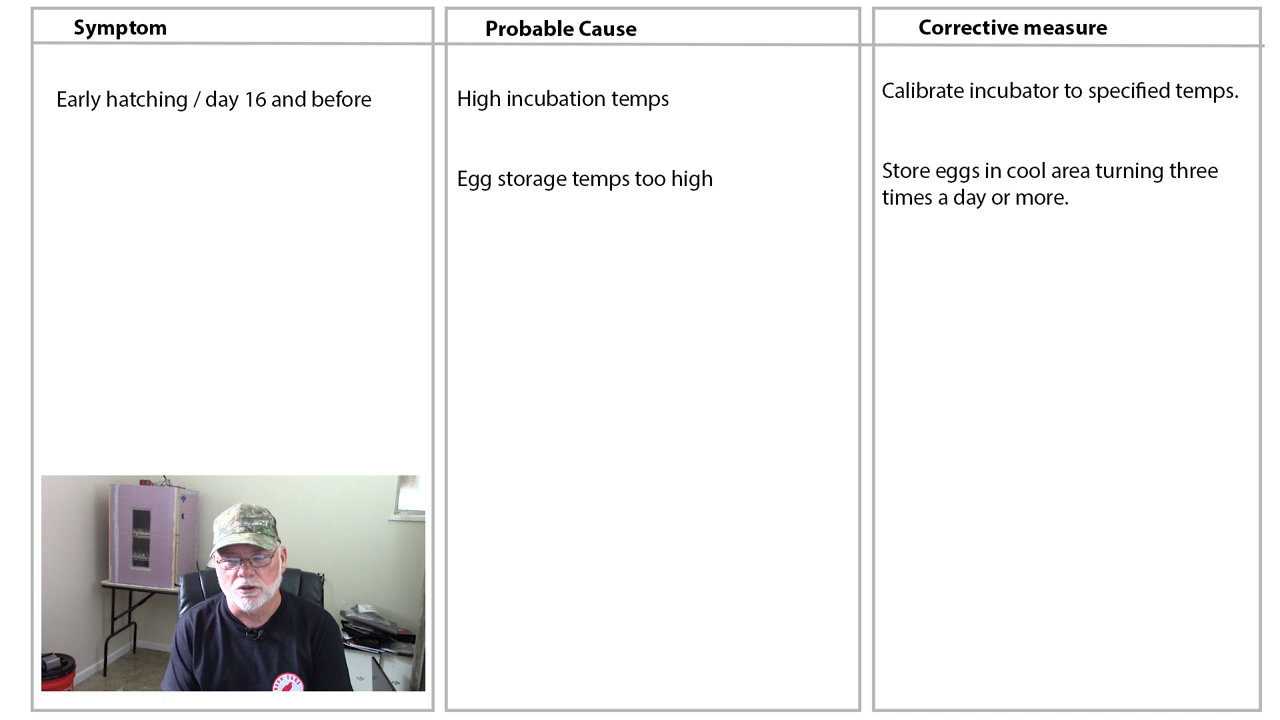 Symptom
Probable Cause
Corrective measure
Early hatching / day 16 and before
High incubation temps
Calibrate incubator to specified temps.
Egg storage temps too high
Store eggs in cool area turning three
times a day or more.